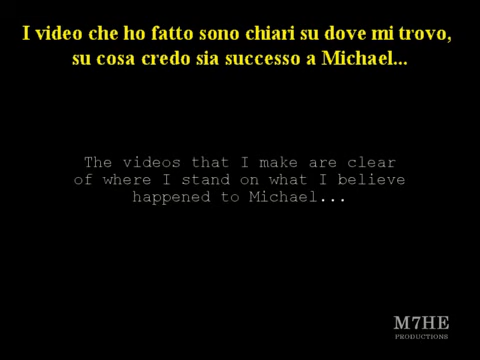 I video che ho fatto sono chiari su dove mi trovo,
su cosa credo sia successo a Michael...
The videos that I make are clear
of where I stand on what I believe
happened to Michael...
M7HE
PRODUCTIONS